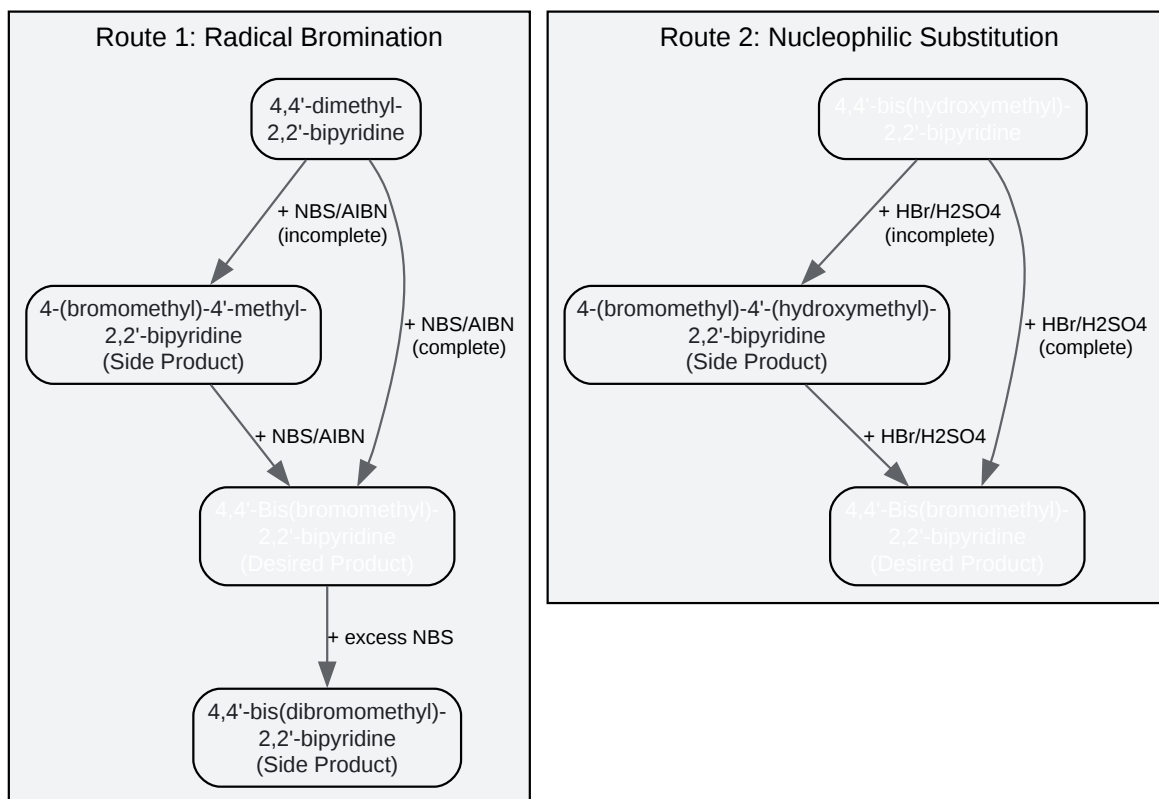 Route 1: Radical Bromination
4,4'-dimethyl-
2,2'-bipyridine
+ NBS/AIBN
(incomplete)
4-(bromomethyl)-4'-methyl-
2,2'-bipyridine
(Side Product)
+ NBS/AIBN
(complete)
+ NBS/AIBN
4,4'-Bis(bromomethyl)-
2,2'-bipyridine
(Desired Product)
+ excess NBS
4,4'-bis(dibromomethyl)-
2,2'-bipyridine
(Side Product)
Route 2: Nucleophilic Substitution
4,4'-bis(hydroxymethyl)-
2,2'-bipyridine
+ HBr/H2SO4
(incomplete)
4-(bromomethyl)-4'-(hydroxymethyl)-
2,2'-bipyridine
(Side Product)
+ HBr/H2SO4
(complete)
+ HBr/H2SO4
4,4'-Bis(bromomethyl)-
2,2'-bipyridine
(Desired Product)